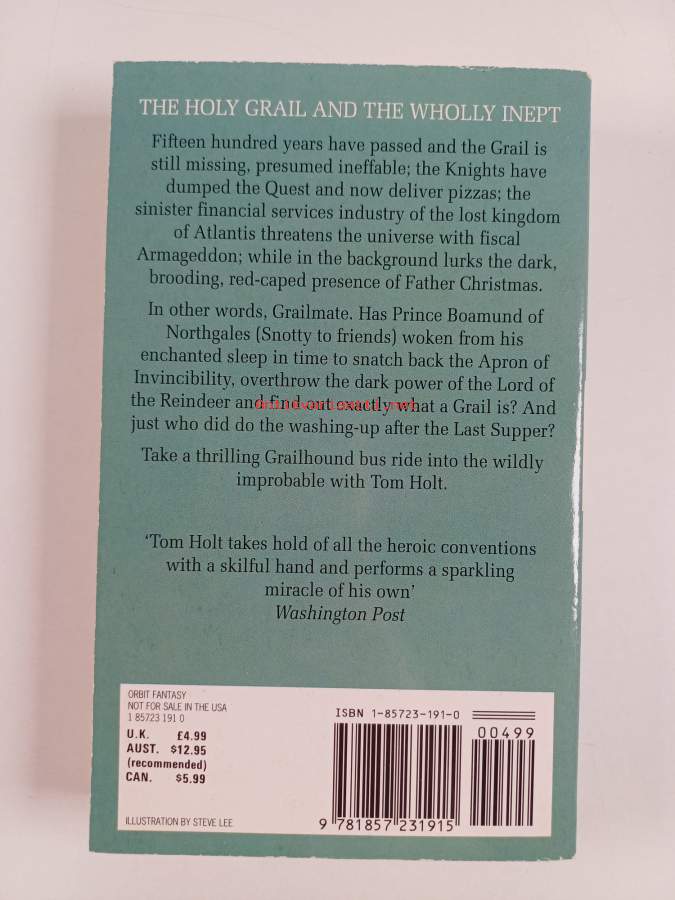 THE HOLY GRAIL AND THE WHOLLY INEPT
Fifteen hundred years have passed and the Grail is
still missing, presumed ineffable; the Knights have
dumped the Quest and now deliver pizzas; the
sinister financial services industry of the lost kingdom
of Atlantis threatens the universe with fiscal
Armageddon; while in the background lurks the dark,
brooding, red-caped presence of Father Christmas.
In other words, Grailmate. Has Prince Boamund of
Northgales (Snotty to friends) woken from his
enchanted sleep in time to snatch back the Apron of
Invincibility, overthrow the dark power of the Lord of
the Reindeer and find out exactly what a Grail is? And
just who did do the washing-up after the Last Supper?
Take a thrilling Grailhound bus ride into the wildly
improbable with Tom Holt.
'Tom Holt takes hold of all the heroic conventions
with a skilful hand and performs a sparkling
miracle of his own'
Washington Post
ORBIT FANTASY
NOT FOR SALE IN THE USA
1 85723 191 0
U.K. £4.99
AUST. $12.95
(recommended)
CAN. $5.99
ILLUSTRATION BY STEVE LEE
ISBN 1-85723-191-0
00499
9 781857 231915